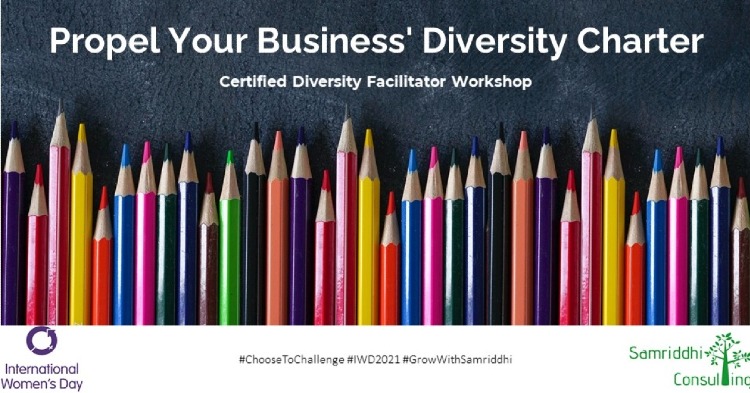 Propel Your Business' Diversity Charter
Certified Diversity Facilitator Workshop
#ChooseToChallenge #IWD2021 #GrowWithSamriddhi
International
Women's Day
Samriddhi
Consulting